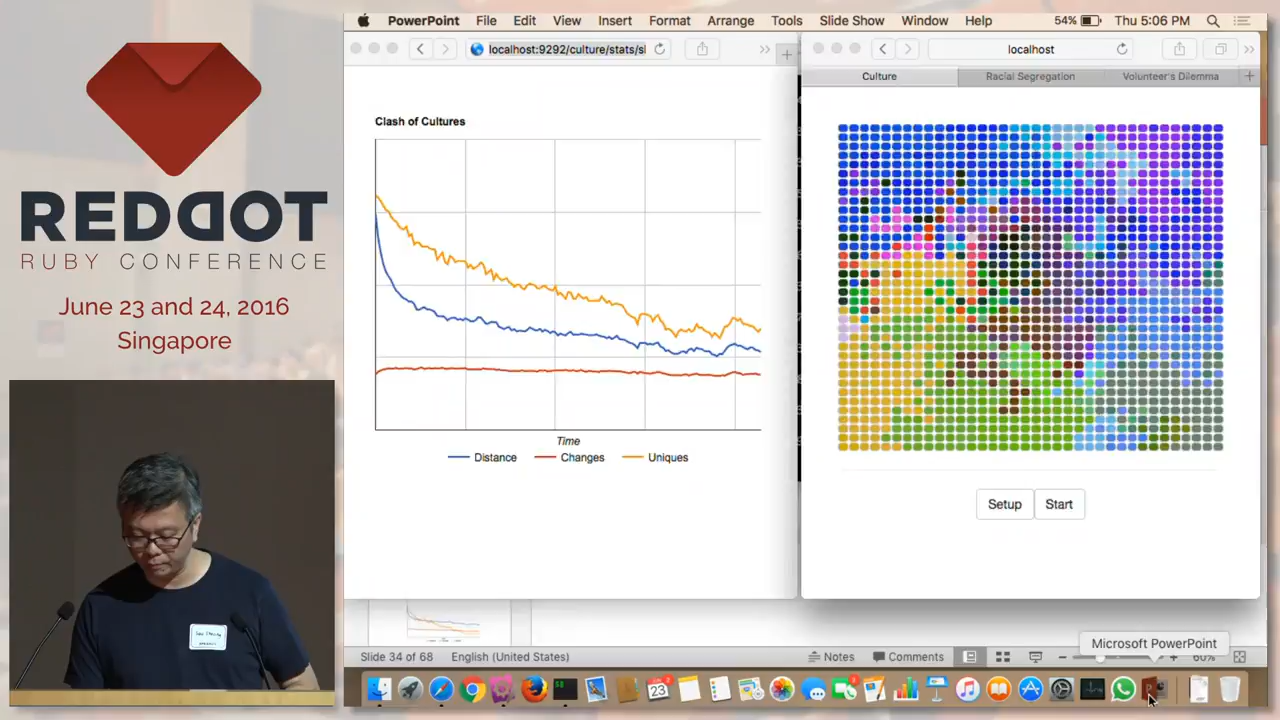 REDDOT
RUBY CONFERENCE
June 23 and 24, 2016
Singapore
PowerPoint File Edit View Insert Format Arrange Tools Slide Show Window Help 54% Thu 5:06 PM
localhost:9292/culture/stats/s
localhost
Culture Racial Segregation Volunteer's Dilemma
Clash of Cultures
Time
Distance Changes Uniques
Setup Start
Microsoft PowerPoint
Slide 34 of 68 English (United States) Notes Comments 60%
23